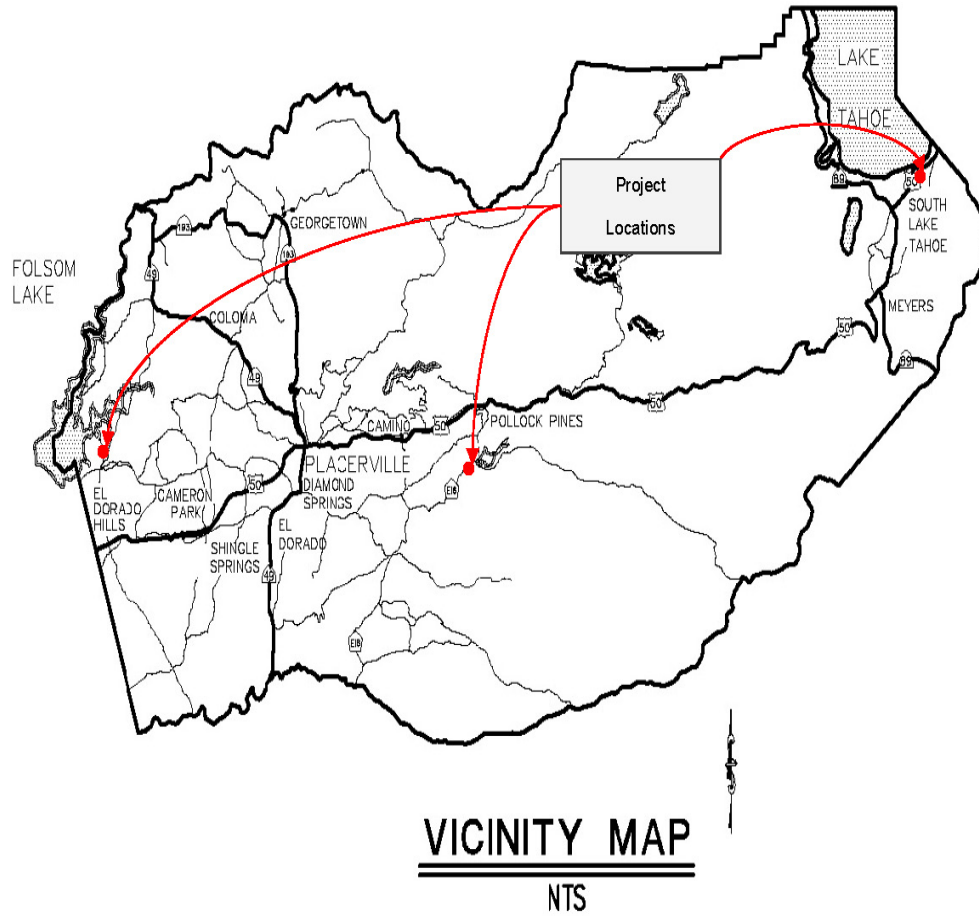 LAKE
TAHOE
Project
Locations
89
50
SOUTH
LAKE
TAHOE
193
GEORGETOWN
193
49
FOLSOM
LAKE
COLOMA
MEYERS
50
89
49
50
CAMINO
50
POLLOCK PINES
PLACERVILLE
DIAMOND
SPRINGS
EL
DORADO
HILLS
CAMERON
PARK
50
E16
EL
DORADO
SHINGLE
SPRINGS
49
E16
VICINITY MAP
NTS